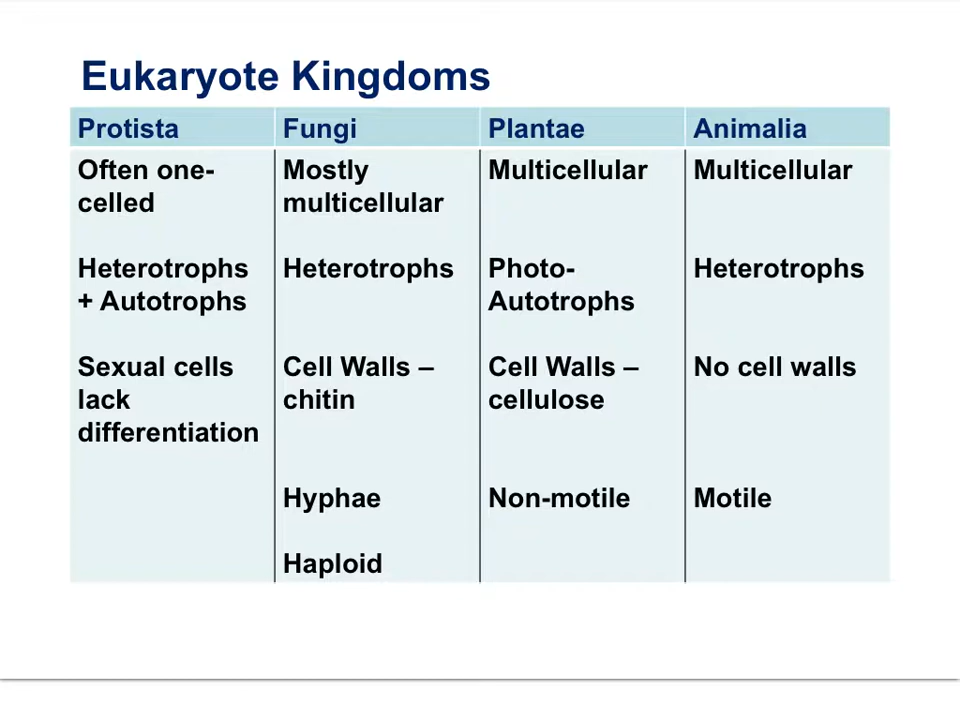 Eukaryote Kingdoms
Protista
Fungi
Plantae
Animalia
Often one-
celled
Mostly
multicellular
Multicellular
Multicellular
Heterotrophs
+ Autotrophs
Heterotrophs
Photo-
Autotrophs
Heterotrophs
Sexual cells
lack
differentiation
Cell Walls –
chitin
Cell Walls –
cellulose
No cell walls
Hyphae
Non-motile
Motile
Haploid